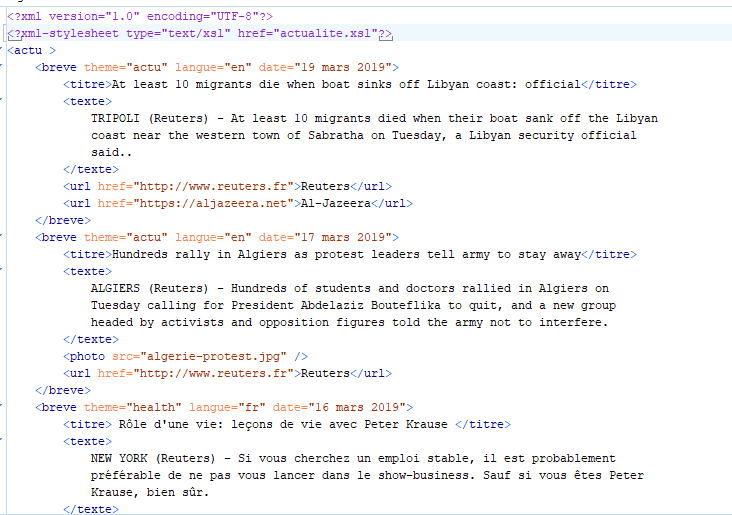 <?xml version="1.0" encoding="UTF-8"?>
<?xml-stylesheet type="text/xsl" href="actualite.xsl"?>
<actu >
<breve theme="actu" langue="en" date="19 mars 2019">
<titre>At least 10 migrants die when boat sinks off Libyan coast: official</titre>
<texte>
TRIPOLI (Reuters) - At least 10 migrants died when their boat sank off the Libyan
coast near the western town of Sabratha on Tuesday, a Libyan security official
said..
</texte>
<url href="http://www.reuters.fr">Reuters</url>
<url href="https://aljazeera.net">Al-Jazeera</url>
</breve>
<breve theme="actu" langue="en" date="17 mars 2019">
<titre>Hundreds rally in Algiers as protest leaders tell army to stay away</titre>
<texte>
ALGIERS (Reuters) - Hundreds of students and doctors rallied in Algiers on
Tuesday calling for President Abdelaziz Bouteflika to quit, and a new group
headed by activists and opposition figures told the army not to interfere.
</texte>
<photo src="algerie-protest.jpg" />
<url href="http://www.reuters.fr">Reuters</url>
</breve>
<breve theme="health" langue="fr" date="16 mars 2019">
<titre> Rôle d'une vie: leçons de vie avec Peter Krause </titre>
<texte>
NEW YORK (Reuters) - Si vous cherchez un emploi stable, il est probablement
préférable de ne pas vous lancer dans le show-business. Sauf si vous êtes Peter
Krause, bien sûr.
</texte>